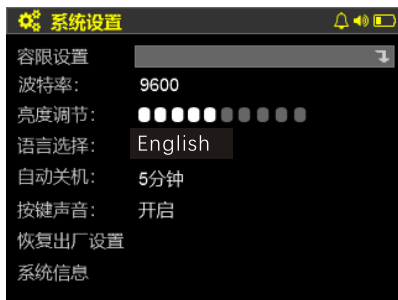 系统设置
容限设置
波特率: 9600
亮度调节:
语言选择: English
自动关机: 5分钟
按键声音: 开启
恢复出厂设置
系统信息